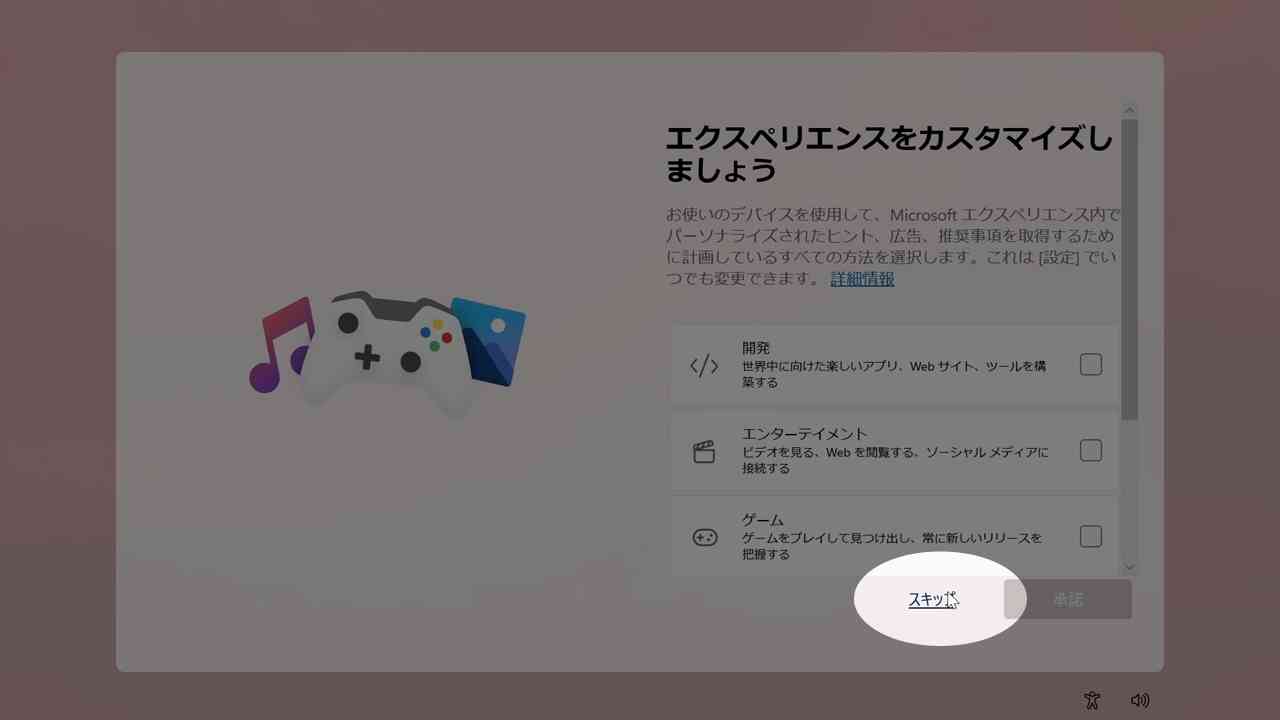 エクスペリエンスをカスタマイズし
ましょう
お使いのデバイスを使用して、Microsoft エクスペリエンス内で
パーソナライズされたヒント、広告、推奨事項を取得するため
に計画しているすべての方法を選択します。これは [設定] でい
つでも変更できます。 詳細情報
開発
世界中に向けた楽しいアプリ、Web サイト、ツールを構
築する
エンターテイメント
ビデオを見る、Web を閲覧する、ソーシャル メディアに
接続する
ゲーム
ゲームをプレイして見つけ出し、常に新しいリリースを
把握する
スキップ 承諾